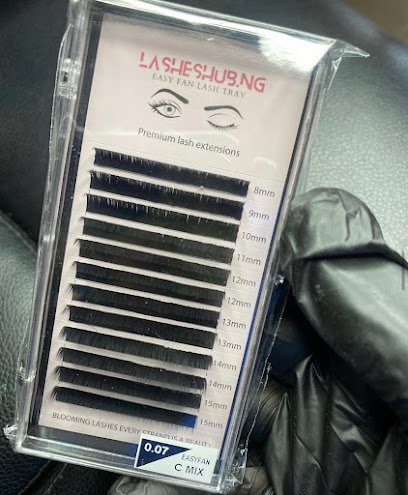 LASHESHUB.NG
EASY FAN LASH TRAY
Premium lash extensions
8mm
9mm
10mm
11mm
12mm
12mm
13mm
13mm
14mm
14mm
15mm
15mm
BLOOMING LASHES EVERY STRAND IS A BEAUTY
0.07
EASYFAN
C MIX